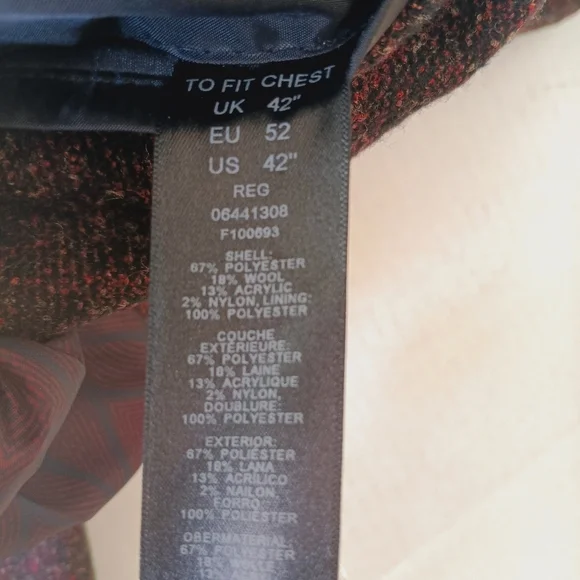 TO FIT CHEST
UK 42"
EU 52
US 42"
REG
06441308
F100693
SHELL:
67% POLYESTER
18% WOOL
13% ACRYLIC
2% NYLON, LINING:
100% POLYESTER
COUCHE
EXTÉRIEURE:
67% POLYESTER
18% LAINE
13% ACRYLIQUE
2% NYLON,
DOUBLURE:
100% POLYESTER
EXTERIOR:
67% POLIÉSTER
18% LANA
13% ACRÍLICO
2% NAILON,
FORRO:
100% POLIÉSTER
OBERMATERIAL:
67% POLYESTER